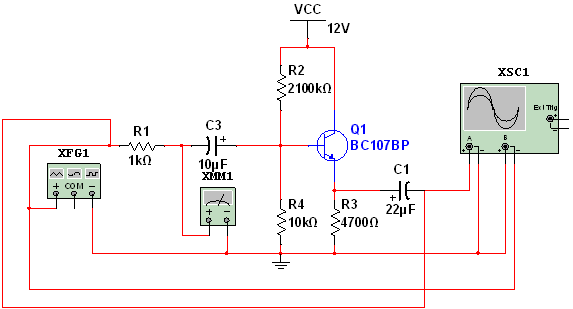 VCC
12V
XSC1
Ext Trig
+
-
A
B
+
-
+
-
R2
2100kΩ
Q1
BC107BP
R1
1kΩ
C3
+
10µF
XFG1
+
COM
-
XMM1
+
-
C1
+
22µF
R4
10kΩ
R3
4700Ω